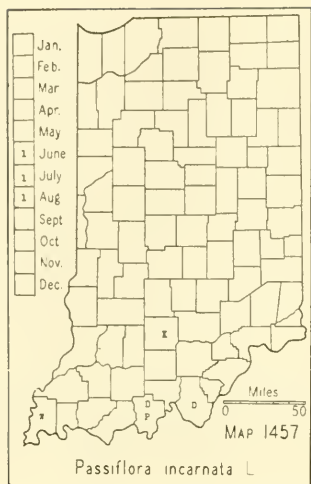 Jan.
Feb.
Mar
Apr.
May
1 June
1 July
1 Aug
Sept
Oct
Nov.
Dec.
K
D
P
D
Miles
0 50
MAP 1457
Passiflora incarnata L